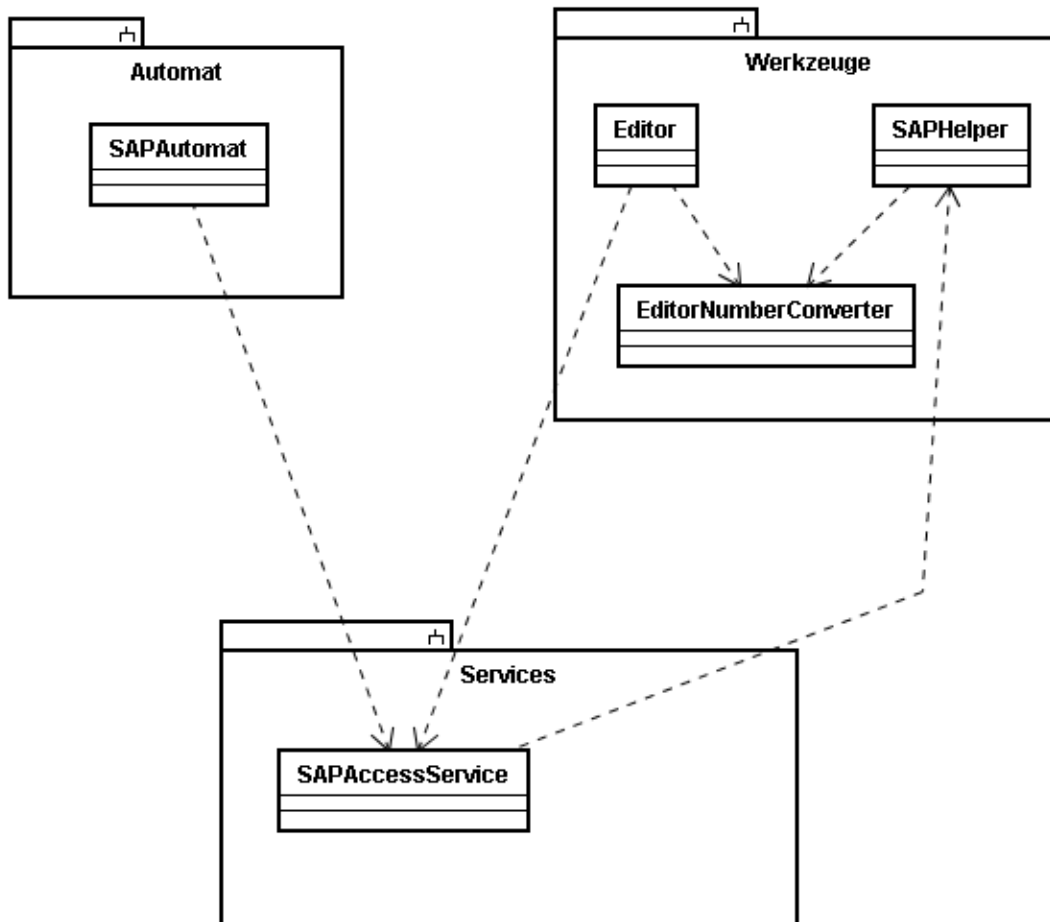 Automat
SAPAutomat
Werkzeuge
Editor
SAPHelper
EditorNumberConverter
Services
SAPAccessService